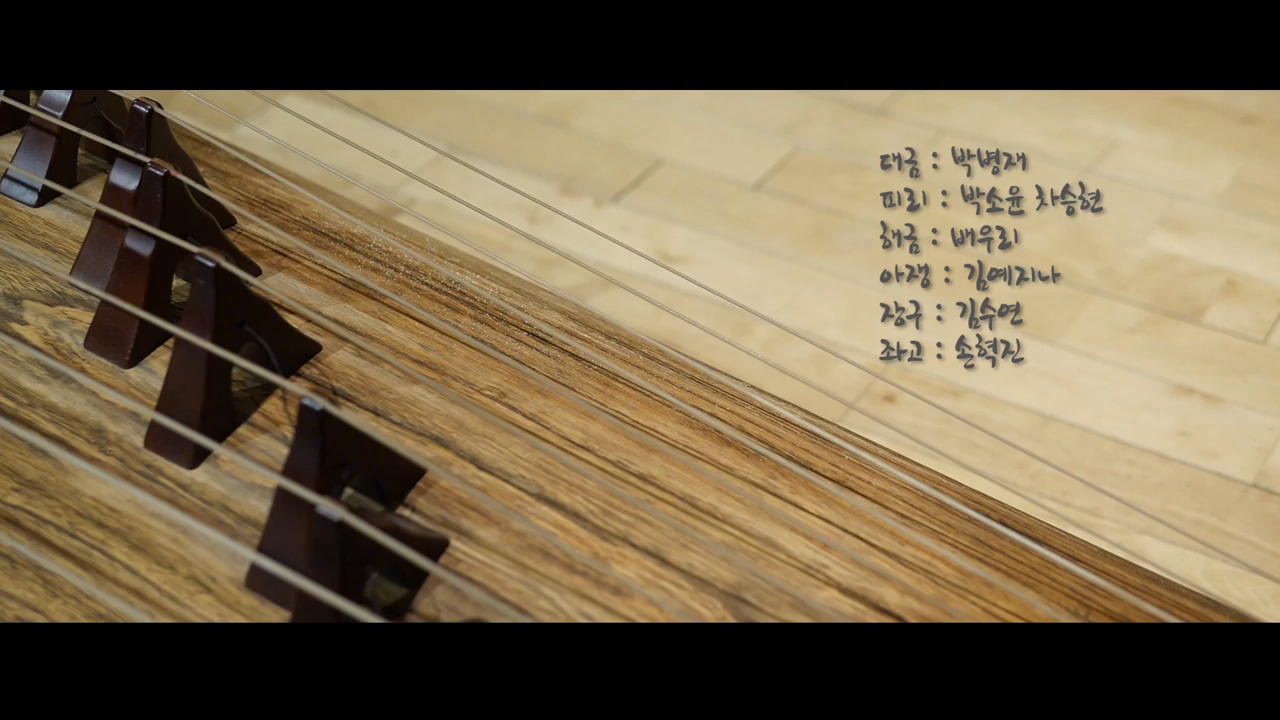 대금 : 박병재
피리 : 박소윤 차승현
해금 : 배우리
아쟁 : 김예지나
장구 : 김수연
좌고 : 손혁진